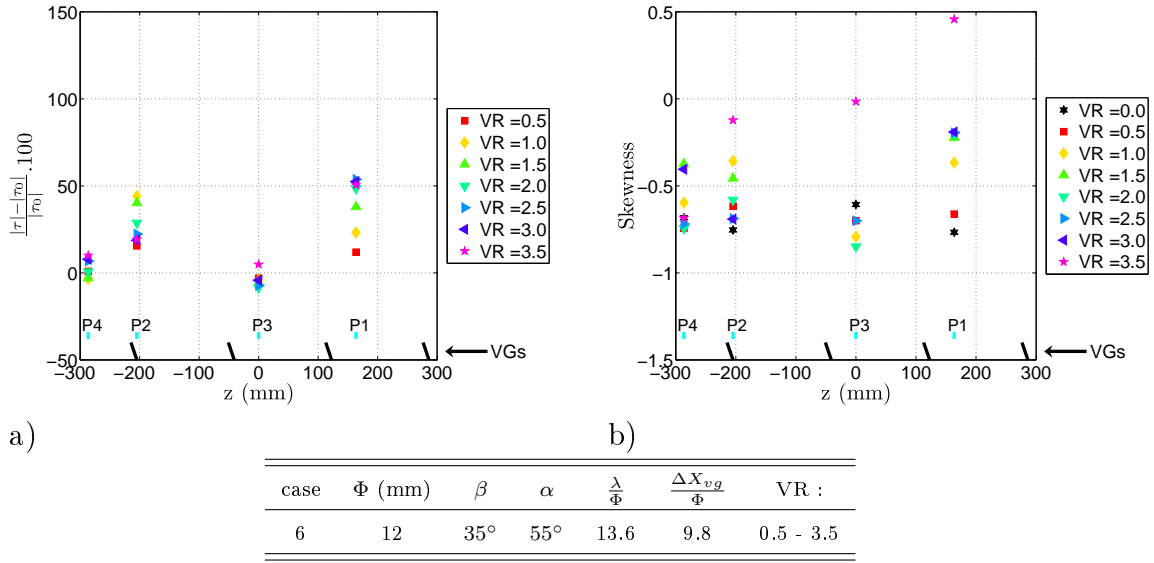 150
100
50
0
−50
|τ|−|τ0|/|τ0| .100
−300 −200 −100 0 100 200 300
z (mm)
P4 P2 P3 P1
VGs
VR =0.5
VR =1.0
VR =1.5
VR =2.0
VR =2.5
VR =3.0
VR =3.5
a)
0.5
0
−0.5
−1
−1.5
Skewness
−300 −200 −100 0 100 200 300
z (mm)
P4 P2 P3 P1
VGs
VR =0.0
VR =0.5
VR =1.0
VR =1.5
VR =2.0
VR =2.5
VR =3.0
VR =3.5
b)
case Φ (mm) β α λ/Φ ΔXvg/Φ VR :
6 12 35° 55° 13.6 9.8 0.5 - 3.5